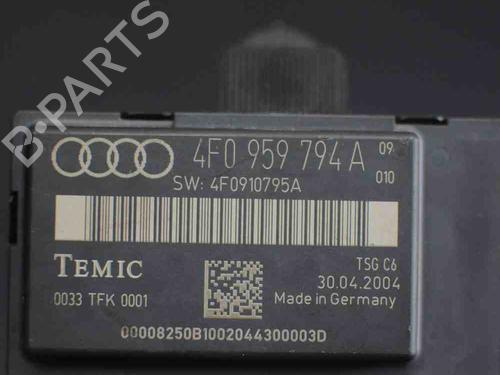 B-PARTS
4F0 959 794 A 09
010
SW: 4F0910795A
TEMIC
TSG C6
30.04.2004
0033 TFK 0001
Made in Germany
00008250B1002044300003D